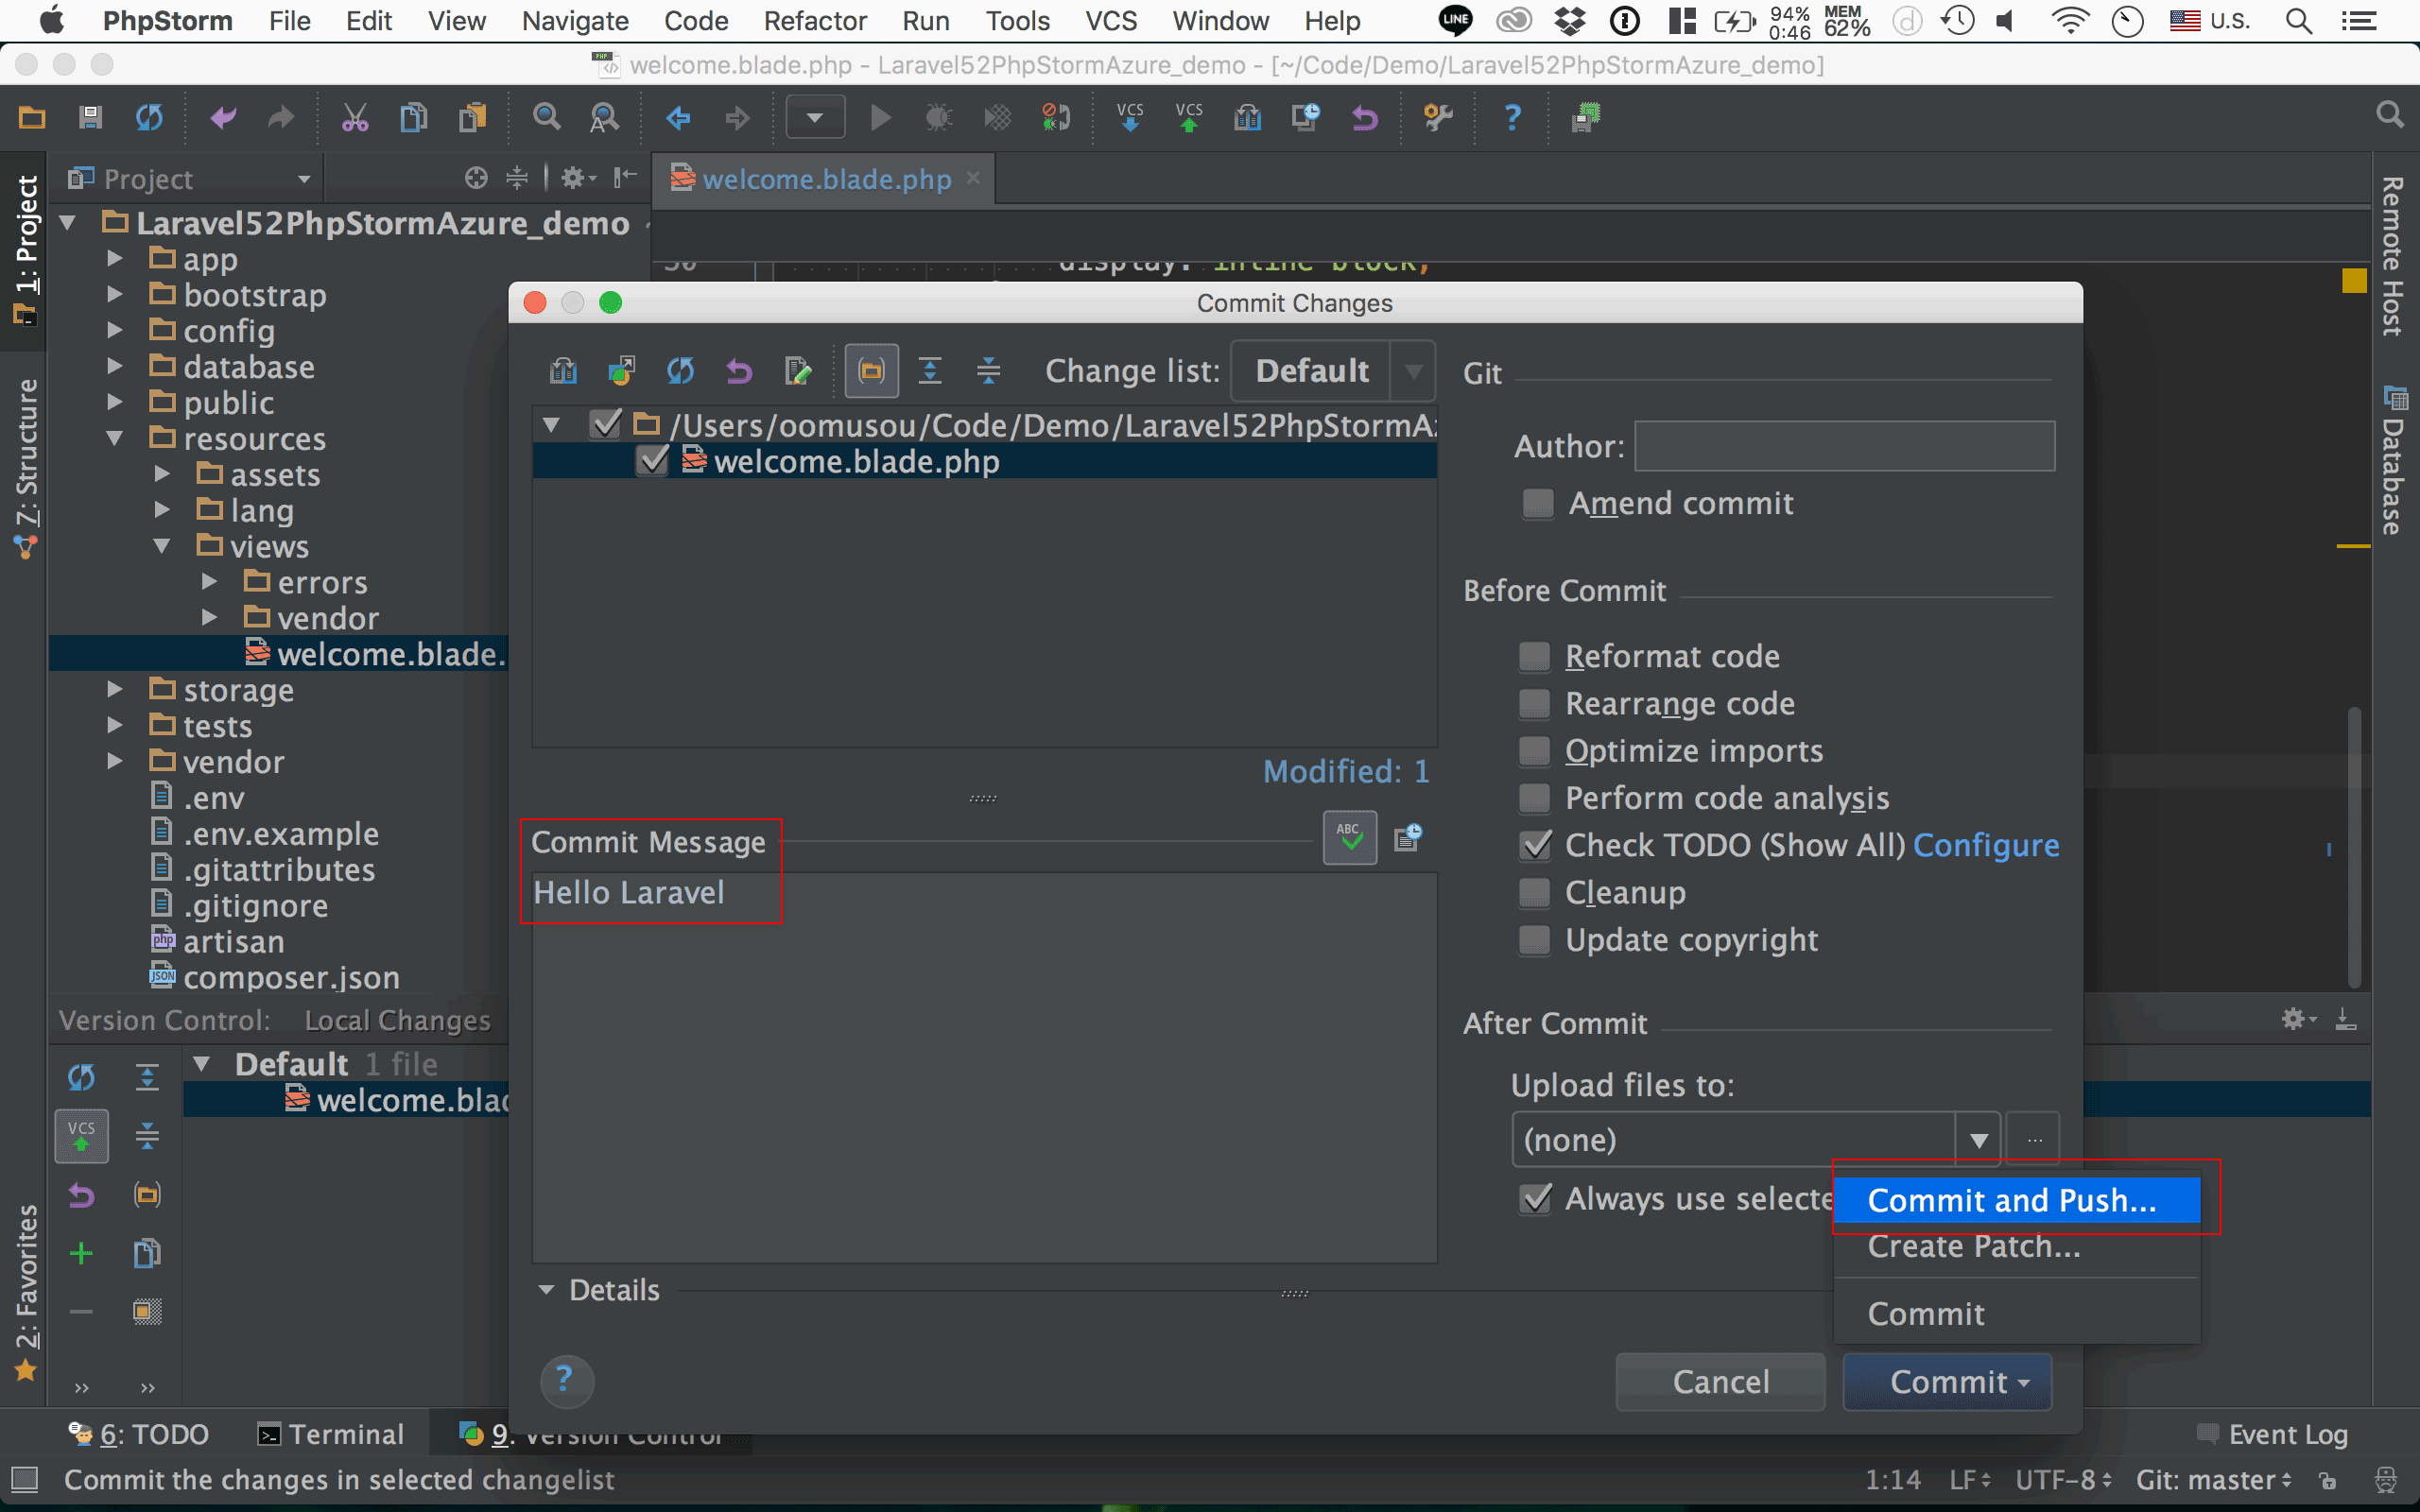 PhpStorm File Edit View Navigate Code Refactor Run Tools VCS Window Help LINE 94% 0:46 MEM 62% U.S.
welcome.blade.php - Laravel52PhpStormAzure_demo - [~/Code/Demo/Laravel52PhpStormAzure_demo]
VCS VCS
1: Project
Project
welcome.blade.php
Laravel52PhpStormAzure_demo
app
bootstrap
config
database
public
resources
assets
lang
views
errors
vendor
welcome.blade.
storage
tests
vendor
.env
.env.example
.gitattributes
.gitignore
artisan
composer.json
7: Structure
2: Favorites
Remote Host
Database
display: inline-block;
Commit Changes
Change list: Default
/Users/oomusou/Code/Demo/Laravel52PhpStormA
welcome.blade.php
Modified: 1
Commit Message
ABC
Hello Laravel
Details
Git
Author:
Amend commit
Before Commit
Reformat code
Rearrange code
Optimize imports
Perform code analysis
Check TODO (Show All) Configure
Cleanup
Update copyright
After Commit
Upload files to:
(none)
...
Always use selecte
Commit and Push...
Create Patch...
Commit
Cancel
Commit
Version Control: Local Changes
Default 1 file
welcome.blad
VCS
6: TODO Terminal 9: Version Control Event Log
Commit the changes in selected changelist 1:14 LF UTF-8 Git: master